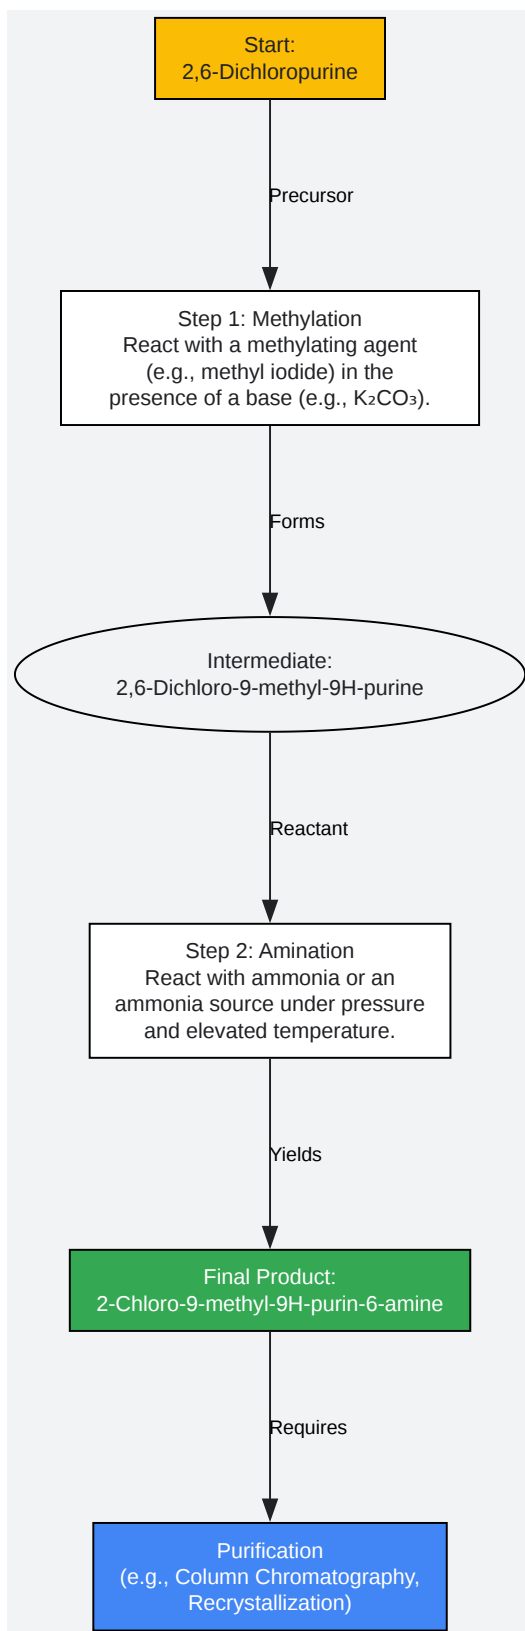 Start:
2,6-Dichloropurine
Precursor
Step 1: Methylation
React with a methylating agent
(e.g., methyl iodide) in the
presence of a base (e.g., K₂CO₃).
Forms
Intermediate:
2,6-Dichloro-9-methyl-9H-purine
Reactant
Step 2: Amination
React with ammonia or an
ammonia source under pressure
and elevated temperature.
Yields
Final Product:
2-Chloro-9-methyl-9H-purin-6-amine
Requires
Purification
(e.g., Column Chromatography,
Recrystallization)